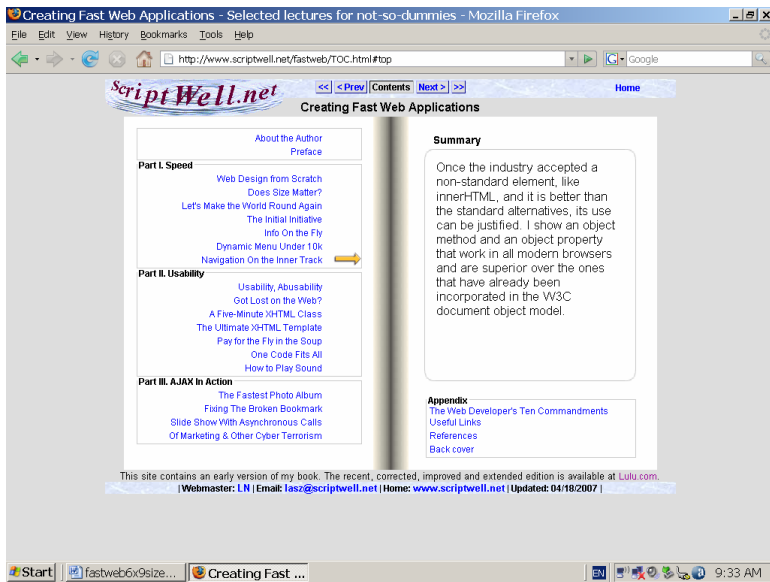 Creating Fast Web Applications - Selected lectures for not-so-dummies - Mozilla Firefox
File Edit View History Bookmarks Tools Help
http://www.scriptwell.net/fastweb/TOC.html#top
Google
ScriptWell.net
<< < Prev Contents Next > >>
Home
Creating Fast Web Applications
About the Author
Preface
Part I. Speed
Web Design from Scratch
Does Size Matter?
Let's Make the World Round Again
The Initial Initiative
Info On the Fly
Dynamic Menu Under 10k
Navigation On the Inner Track
Part II. Usability
Usability, Abusability
Got Lost on the Web?
A Five-Minute XHTML Class
The Ultimate XHTML Template
Pay for the Fly in the Soup
One Code Fits All
How to Play Sound
Part III. AJAX In Action
The Fastest Photo Album
Fixing The Broken Bookmark
Slide Show With Asynchronous Calls
Of Marketing & Other Cyber Terrorism
Summary
Once the industry accepted a
non-standard element, like
innerHTML, and it is better than
the standard alternatives, its use
can be justified. I show an object
method and an object property
that work in all modern browsers
and are superior over the ones
that have already been
incorporated in the W3C
document object model.
Appendix
The Web Developer's Ten Commandments
Useful Links
References
Back cover
This site contains an early version of my book. The recent, corrected, improved and extended edition is available at Lulu.com.
| Webmaster: LN | Email: lasz@scriptwell.net | Home: www.scriptwell.net | Updated: 04/18/2007 |
Start fastweb6x9size... Creating Fast ... EN 9:33 AM